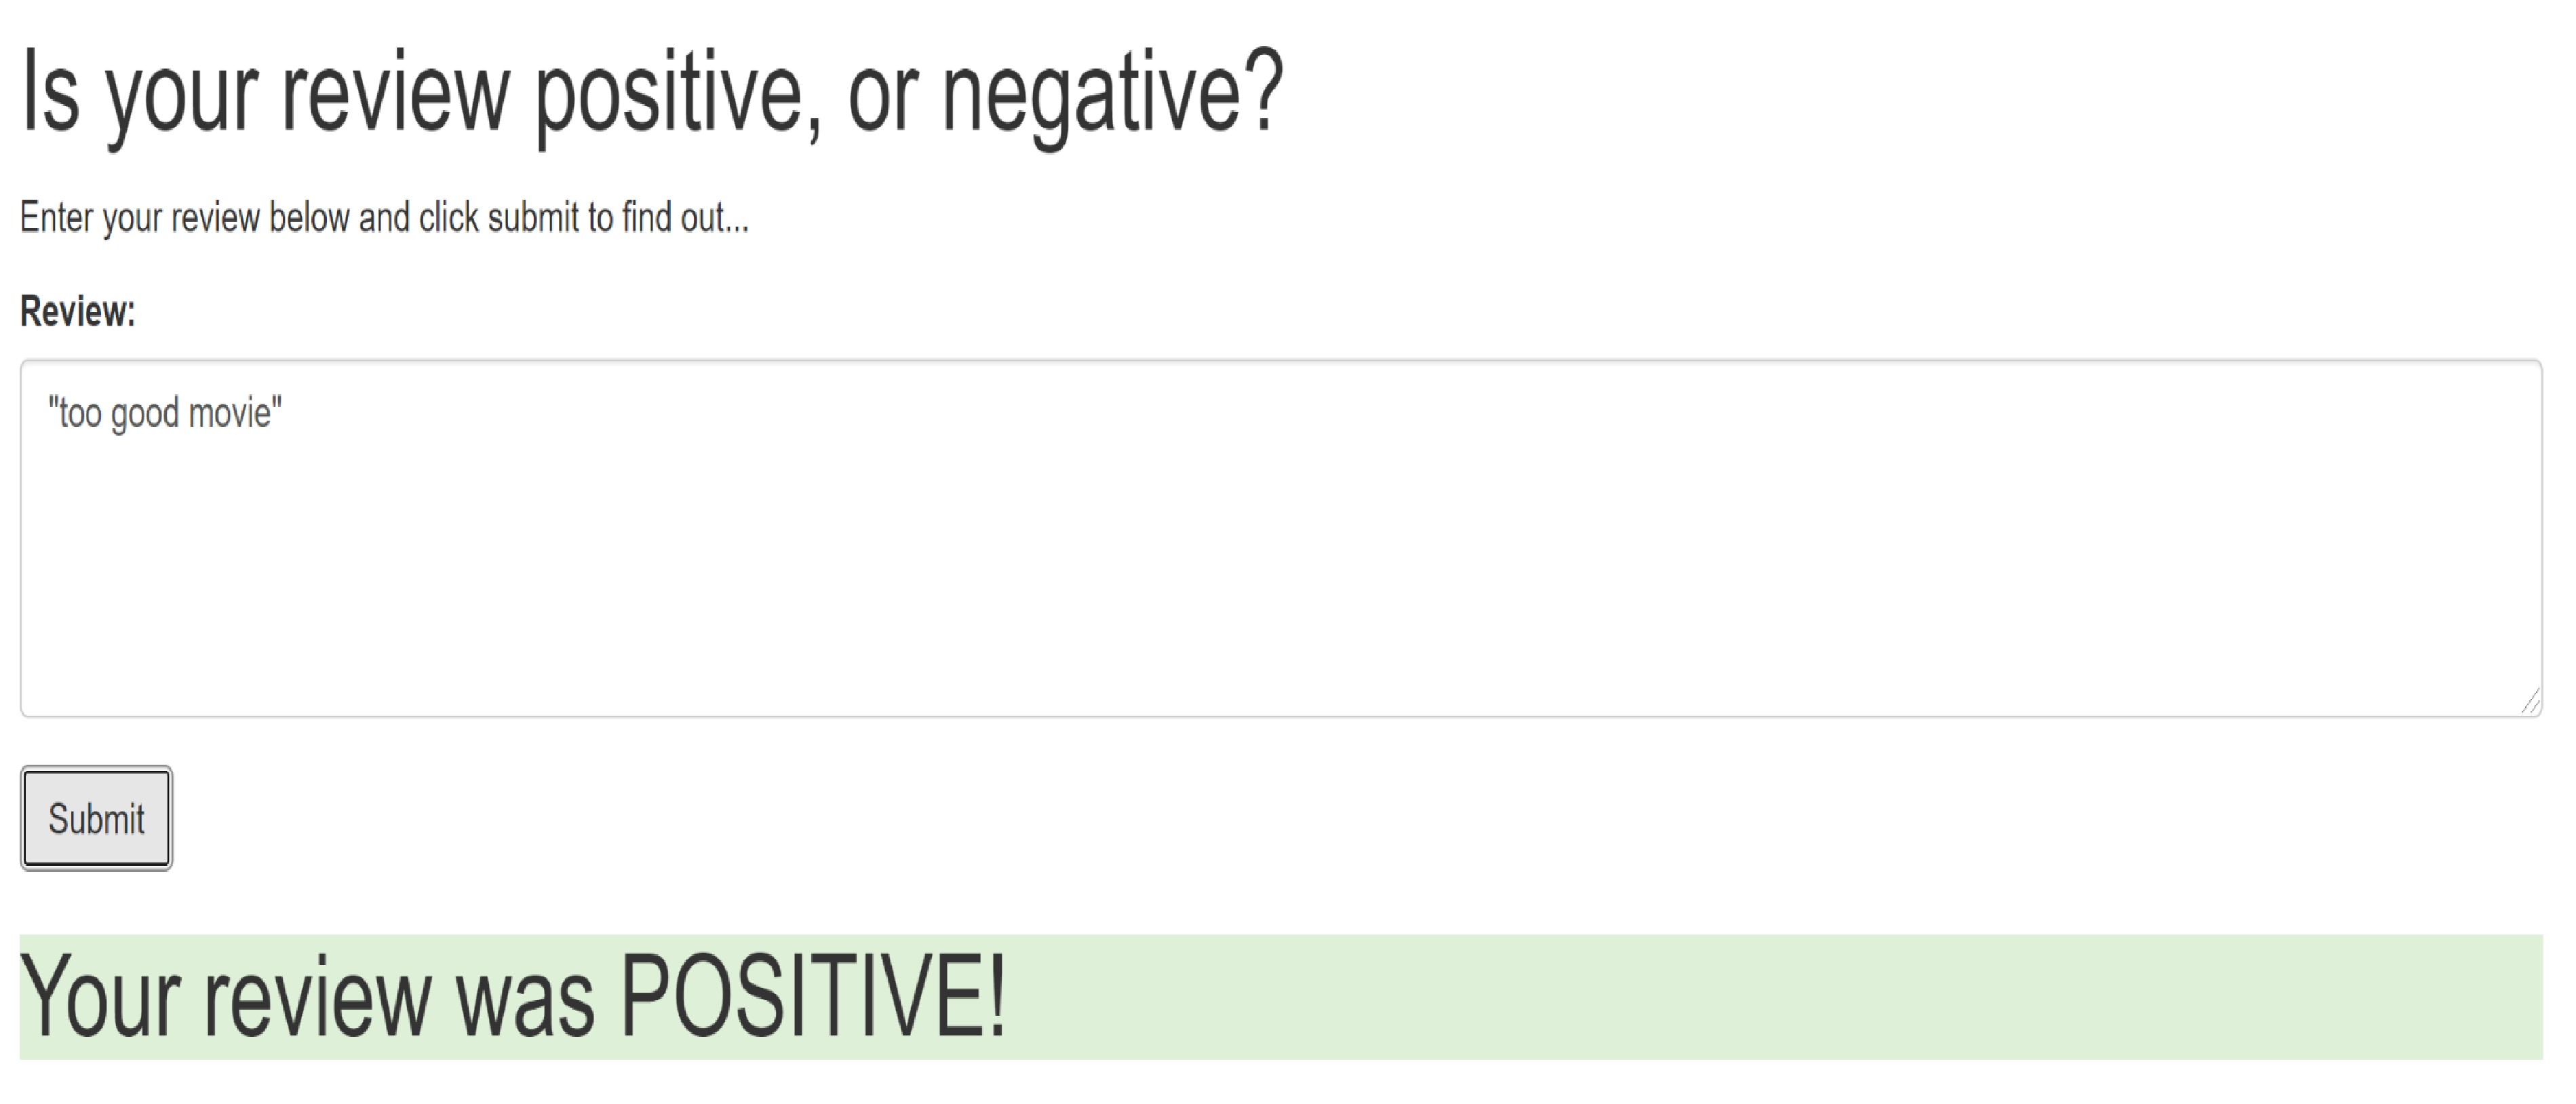 Is your review positive, or negative?
Enter your review below and click submit to find out...
Review:
"too good movie"
Submit
Your review was POSITIVE!